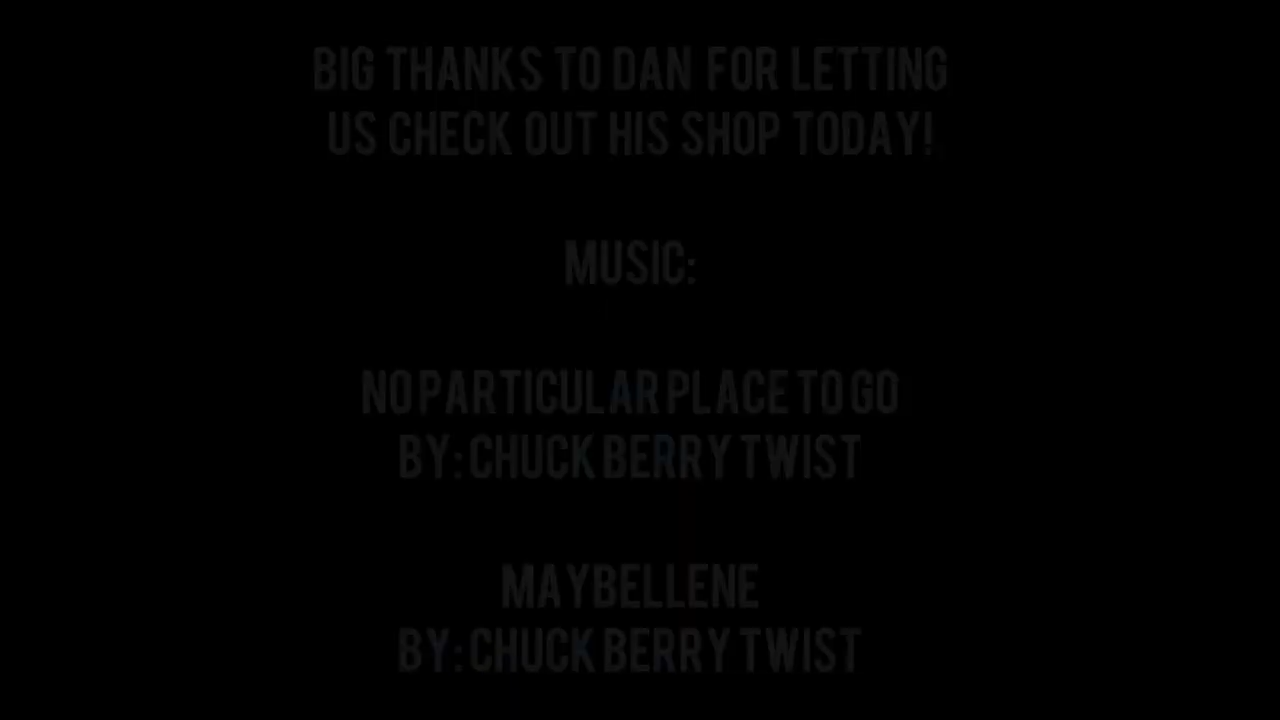 BIG THANKS TO DAN FOR LETTING
US CHECK OUT HIS SHOP TODAY!
MUSIC:
NO PARTICULAR PLACE TO GO
BY: CHUCK BERRY TWIST
MAYBELLENE
BY: CHUCK BERRY TWIST